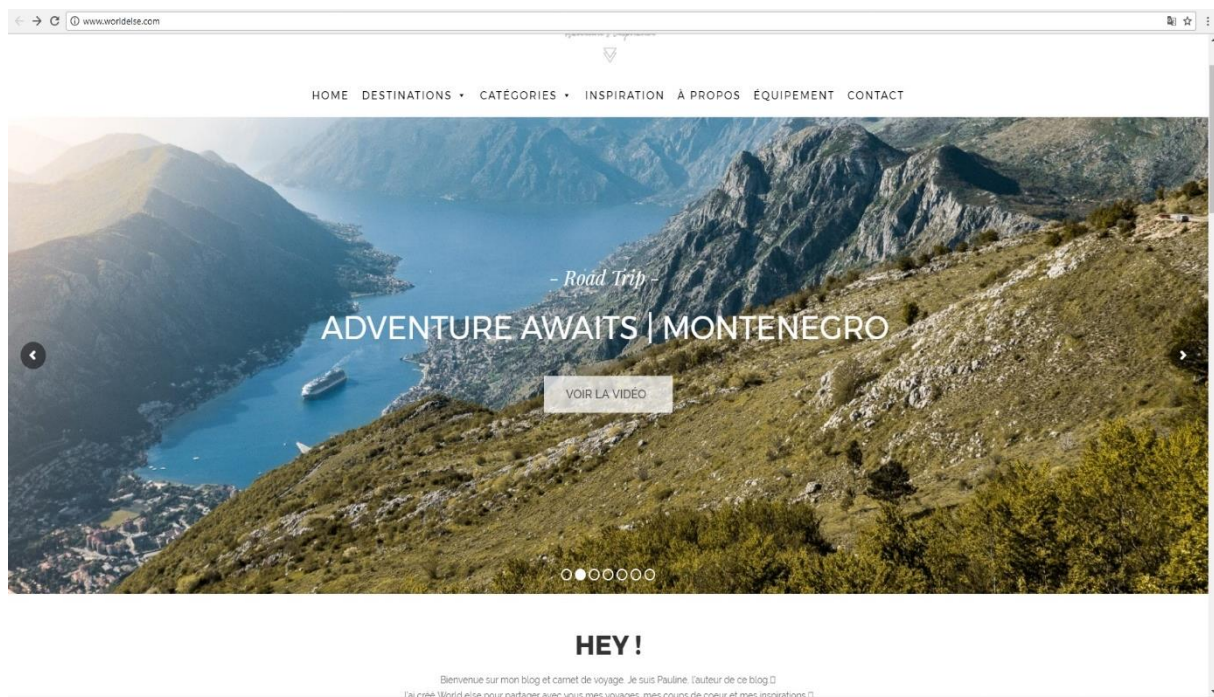 www.worldelse.com
HOME DESTINATIONS CATÉGORIES INSPIRATION À PROPOS ÉQUIPEMENT CONTACT
- Road Trip -
ADVENTURE AWAITS | MONTENEGRO
VOIR LA VIDÉO
HEY !
Bienvenue sur mon blog et carnet de voyage. Je suis Pauline, l'auteur de ce blog
J'ai créé World else pour partager avec vous mes voyages, mes coups de coeur et mes inspirations